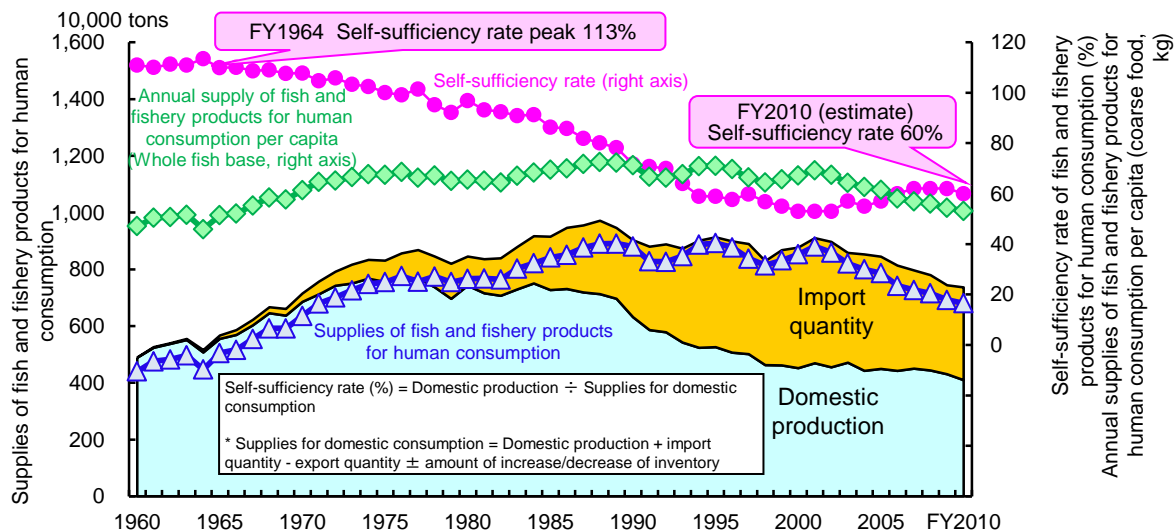 10,000 tons
FY1964 Self-sufficiency rate peak 113%
Self-sufficiency rate (right axis)
Annual supply of fish and
fishery products for human
consumption per capita
(Whole fish base, right axis)
FY2010 (estimate)
Self-sufficiency rate 60%
Supplies of fish and fishery products for human
consumption
1,600
1,400
1,200
1,000
800
600
400
200
0
120
100
80
60
40
20
0
Self-sufficiency rate of fish and fishery
products for human consumption (%)
Annual supplies of fish and fishery products for
human consumption per capita (coarse food,
kg)
Import
quantity
Supplies of fish and fishery products
for human consumption
Domestic
production
Self-sufficiency rate (%) = Domestic production ÷ Supplies for domestic
consumption
* Supplies for domestic consumption = Domestic production + import
quantity - export quantity ± amount of increase/decrease of inventory
1960 1965 1970 1975 1980 1985 1990 1995 2000 2005 FY2010